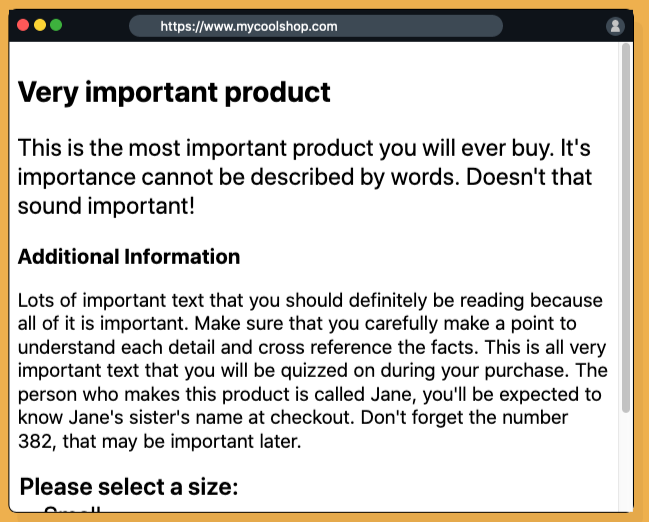 https://www.mycoolshop.com
Very important product
This is the most important product you will ever buy. It's
importance cannot be described by words. Doesn't that
sound important!
Additional Information
Lots of important text that you should definitely be reading because
all of it is important. Make sure that you carefully make a point to
understand each detail and cross reference the facts. This is all very
important text that you will be quizzed on during your purchase. The
person who makes this product is called Jane, you'll be expected to
know Jane's sister's name at checkout. Don't forget the number
382, that may be important later.
Please select a size:
Small